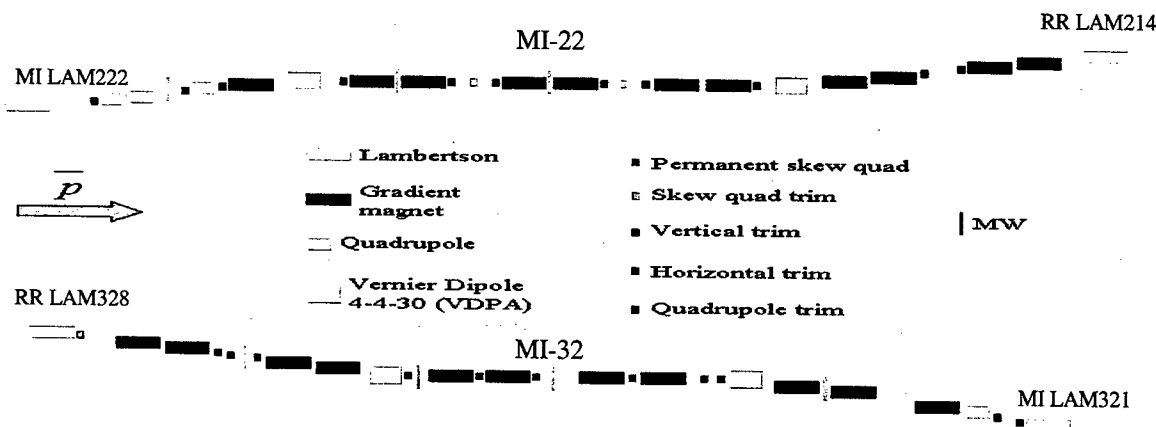 RR LAM214
MI-22
MI LAM222
Lambertson
Gradient
magnet
Quadrupole
Vernier Dipole
4-4-30 (VDPA)
Permanent skew quad
Skew quad trim
Vertical trim
Horizontal trim
Quadrupole trim
MW
p̅
RR LAM328
MI-32
MI LAM321